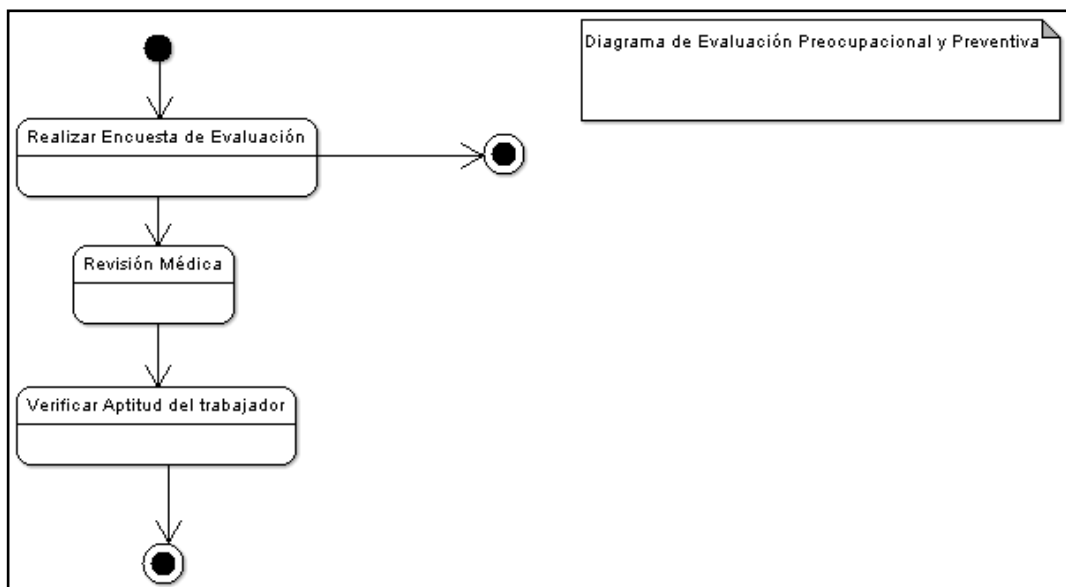 Diagrama de Evaluación Preocupacional y Preventiva
Realizar Encuesta de Evaluación
Revisión Médica
Verificar Aptitud del trabajador